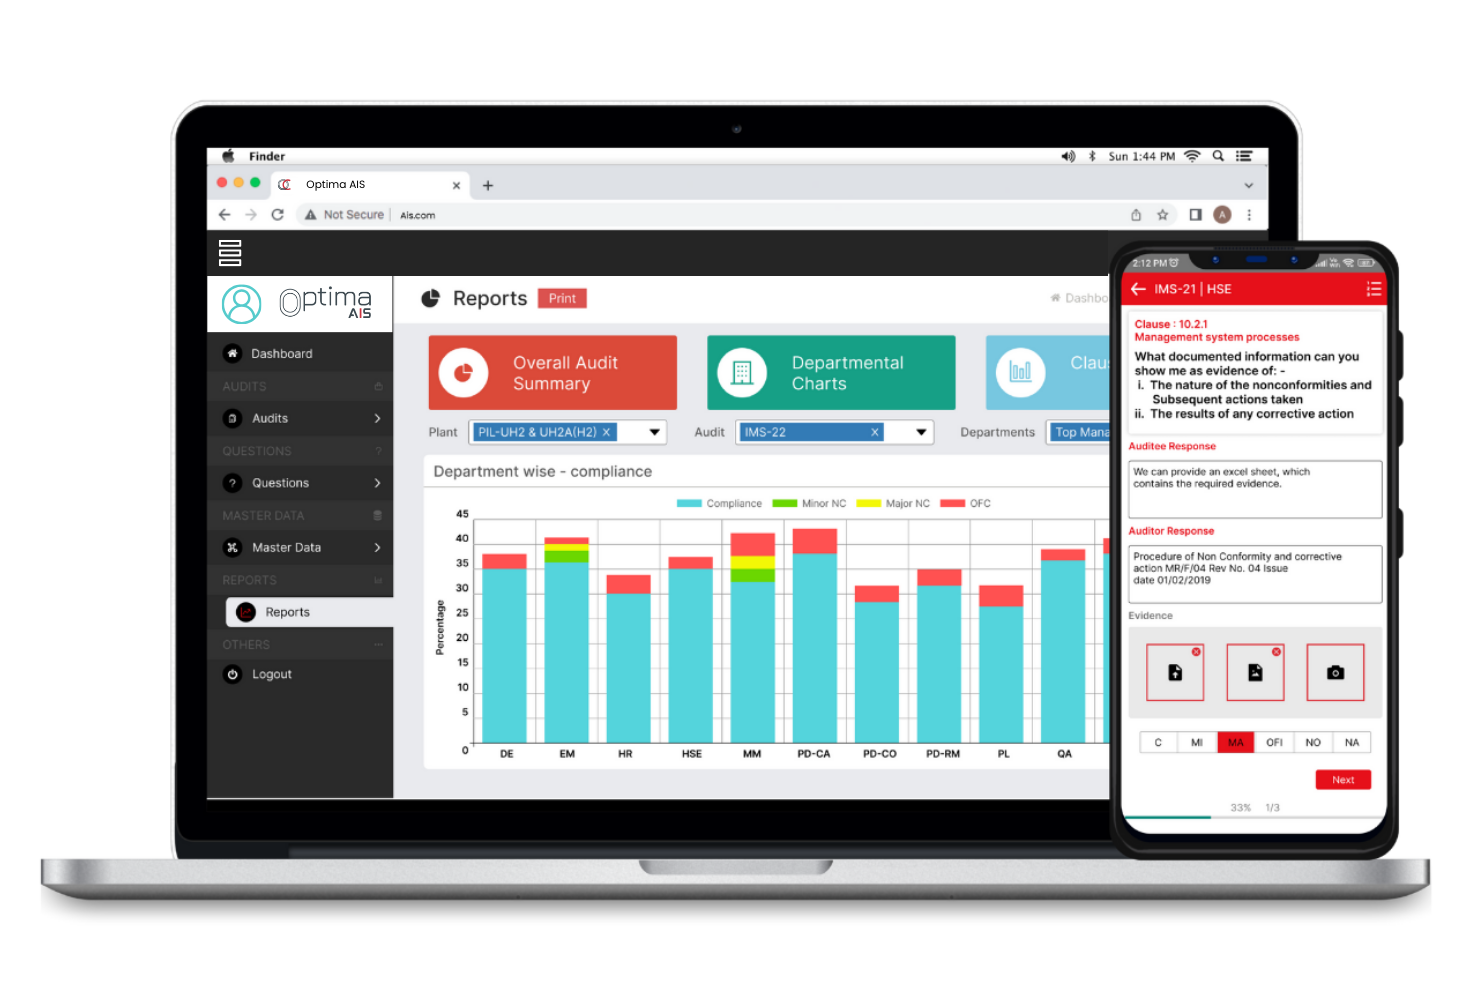 Finder
Sun 1:44 PM
Optima AIS
Not Secure
Ais.com
A
Optima
AIS
Dashboard
AUDITS
Audits
QUESTIONS
?
?
Questions
MASTER DATA
Master Data
REPORTS
Reports
OTHERS
Logout
Reports
Print
Dashbo
Overall Audit
Summary
Departmental
Charts
Clau
Plant
PIL-UH2 & UH2A(H2) X
Audit
IMS-22 X
Departments
Top Mana
Department wise - compliance
Compliance
Minor NC
Major NC
OFC
Percentage
45
40
35
30
25
20
15
10
5
0
DE
EM
HR
HSE
MM
PD-CA
PD-CO
PD-RM
PL
QA
2:12 PM
IMS-21 | HSE
Clause : 10.2.1
Management system processes
What documented information can you
show me as evidence of: -
i. The nature of the nonconformities and
Subsequent actions taken
ii. The results of any corrective action
Auditee Response
We can provide an excel sheet, which
contains the required evidence.
Auditor Response
Procedure of Non Conformity and corrective
action MR/F/04 Rev No. 04 Issue
date 01/02/2019
Evidence
C MI MA OFI NO NA
Next
33% 1/3